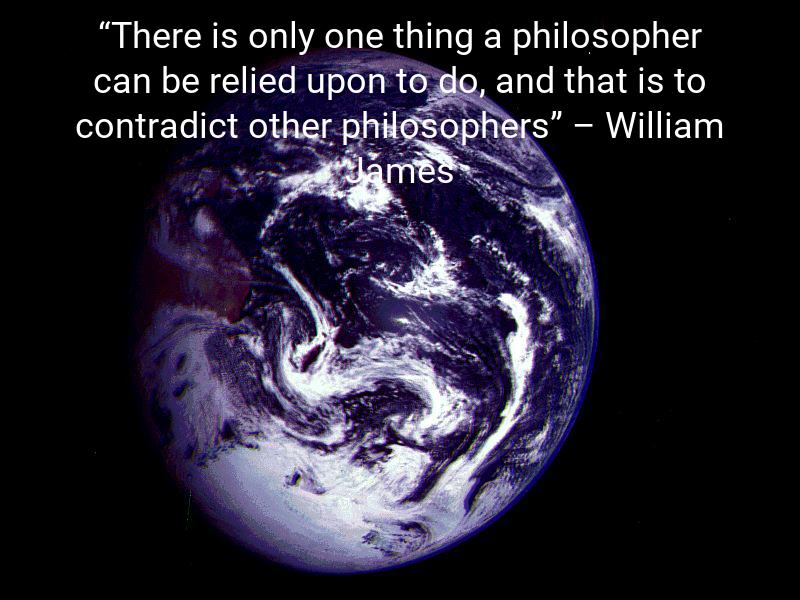 “There is only one thing a philosopher
can be relied upon to do, and that is to
contradict other philosophers” – William
James